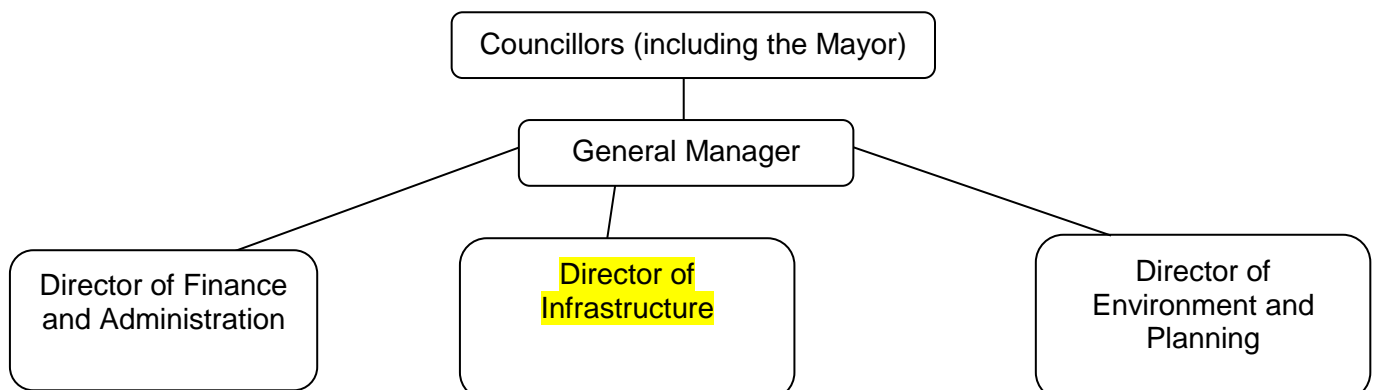 Councillors (including the Mayor)
General Manager
Director of Finance
and Administration
Director of
Infrastructure
Director of
Environment and
Planning